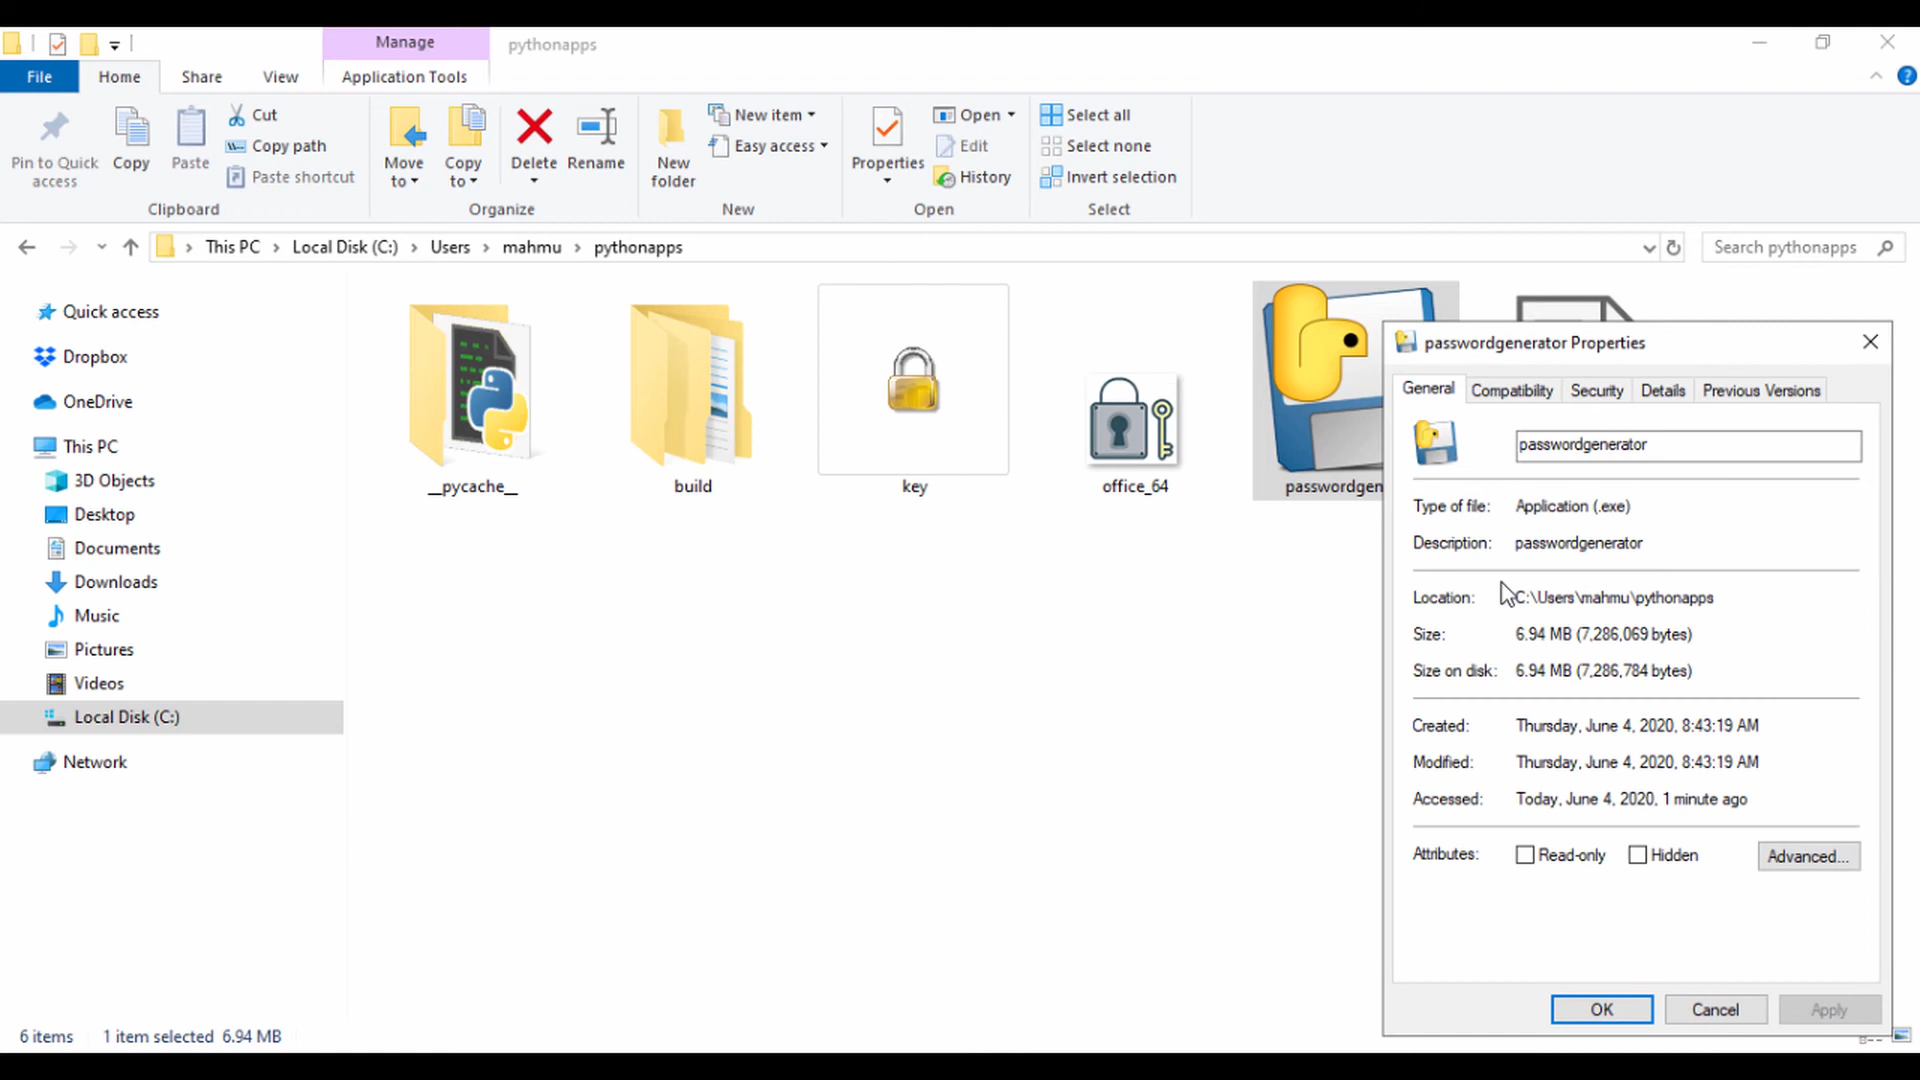 Manage
pythonapps
File
Home
Share
View
Application Tools
Pin to Quick access
Copy
Paste
Cut
Copy path
Paste shortcut
Clipboard
Move to
Copy to
Delete
Rename
Organize
New folder
New item
Easy access
New
Properties
Open
Edit
History
Open
Select all
Select none
Invert selection
Select
This PC
Local Disk (C:)
Users
mahmu
pythonapps
Search pythonapps
Quick access
Dropbox
OneDrive
This PC
3D Objects
Desktop
Documents
Downloads
Music
Pictures
Videos
Local Disk (C:)
Network
__pycache__
build
key
office_64
passwordgen
passwordgenerator Properties
General
Compatibility
Security
Details
Previous Versions
passwordgenerator
Type of file: Application (.exe)
Description: passwordgenerator
Location: C:\Users\mahmu\pythonapps
Size: 6.94 MB (7,286,069 bytes)
Size on disk: 6.94 MB (7,286,784 bytes)
Created: Thursday, June 4, 2020, 8:43:19 AM
Modified: Thursday, June 4, 2020, 8:43:19 AM
Accessed: Today, June 4, 2020, 1 minute ago
Attributes: Read-only Hidden Advanced...
OK
Cancel
Apply
6 items
1 item selected 6.94 MB